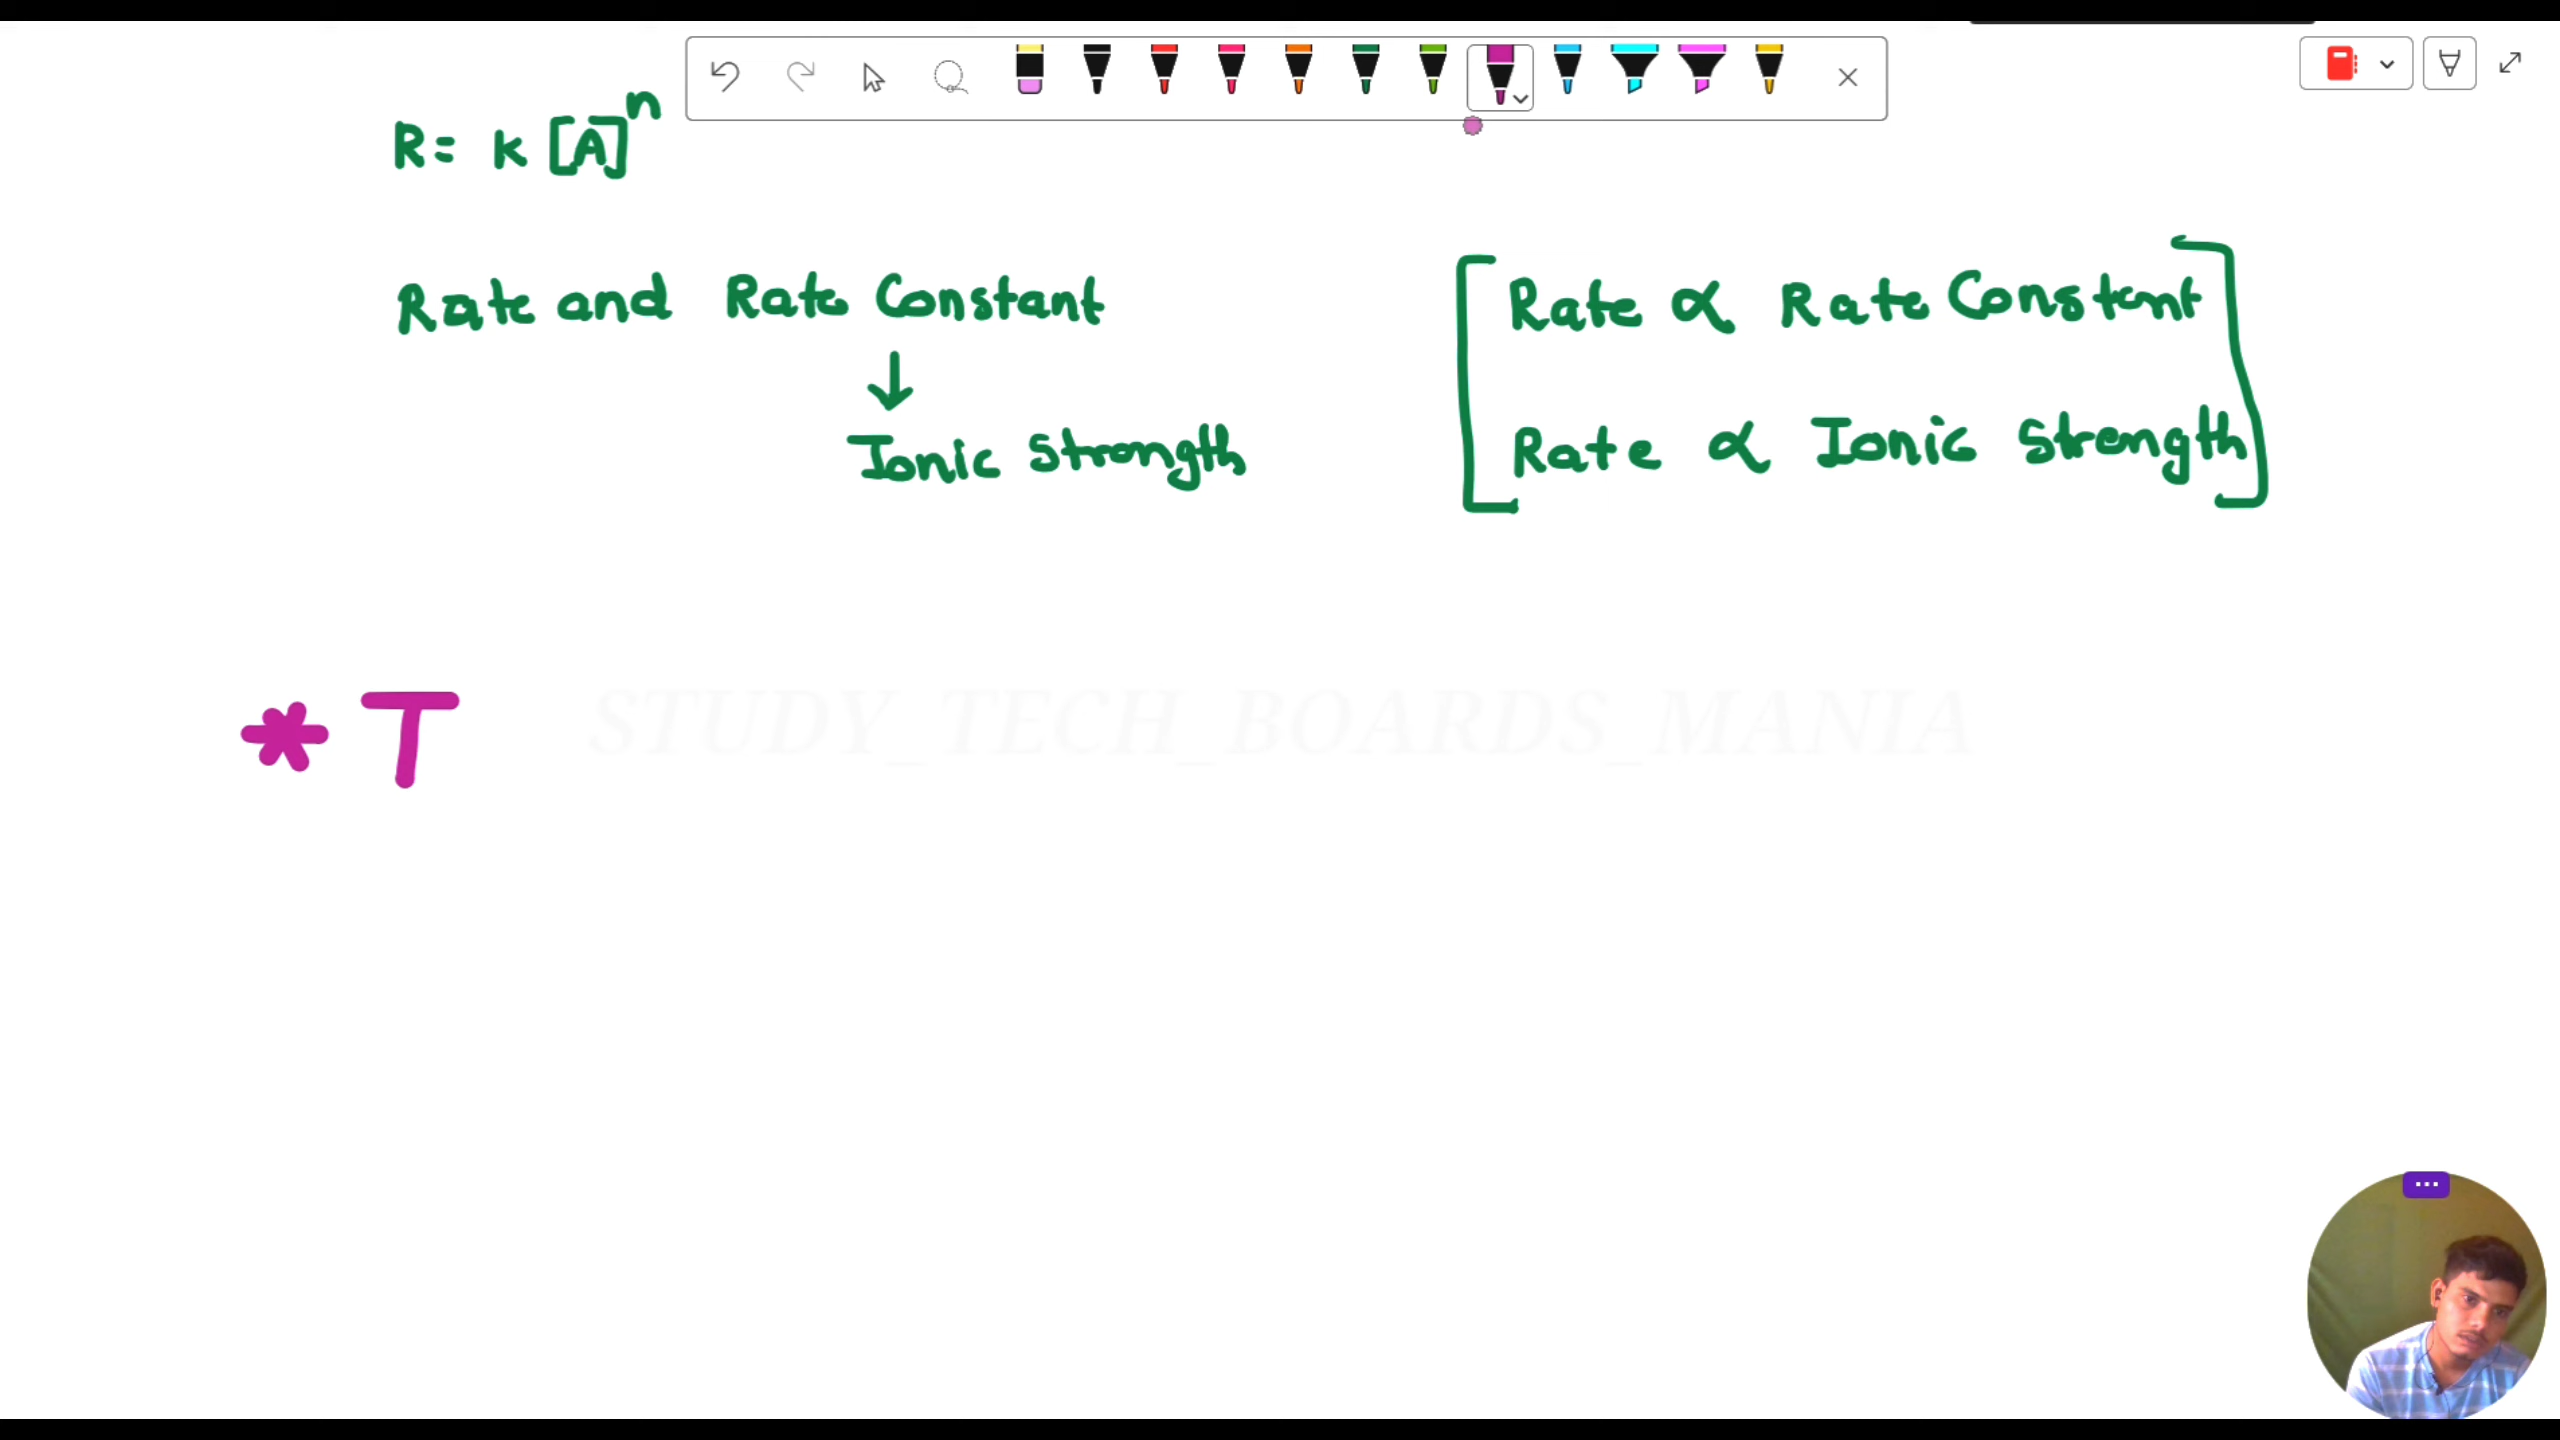 R= k [A]^n
Rate and Rate Constant
↓
Ionic Strength
Rate ∝ Rate Constant
Rate ∝ Ionic Strength
* T
STUDY_TECH_BOARDS_MANIA